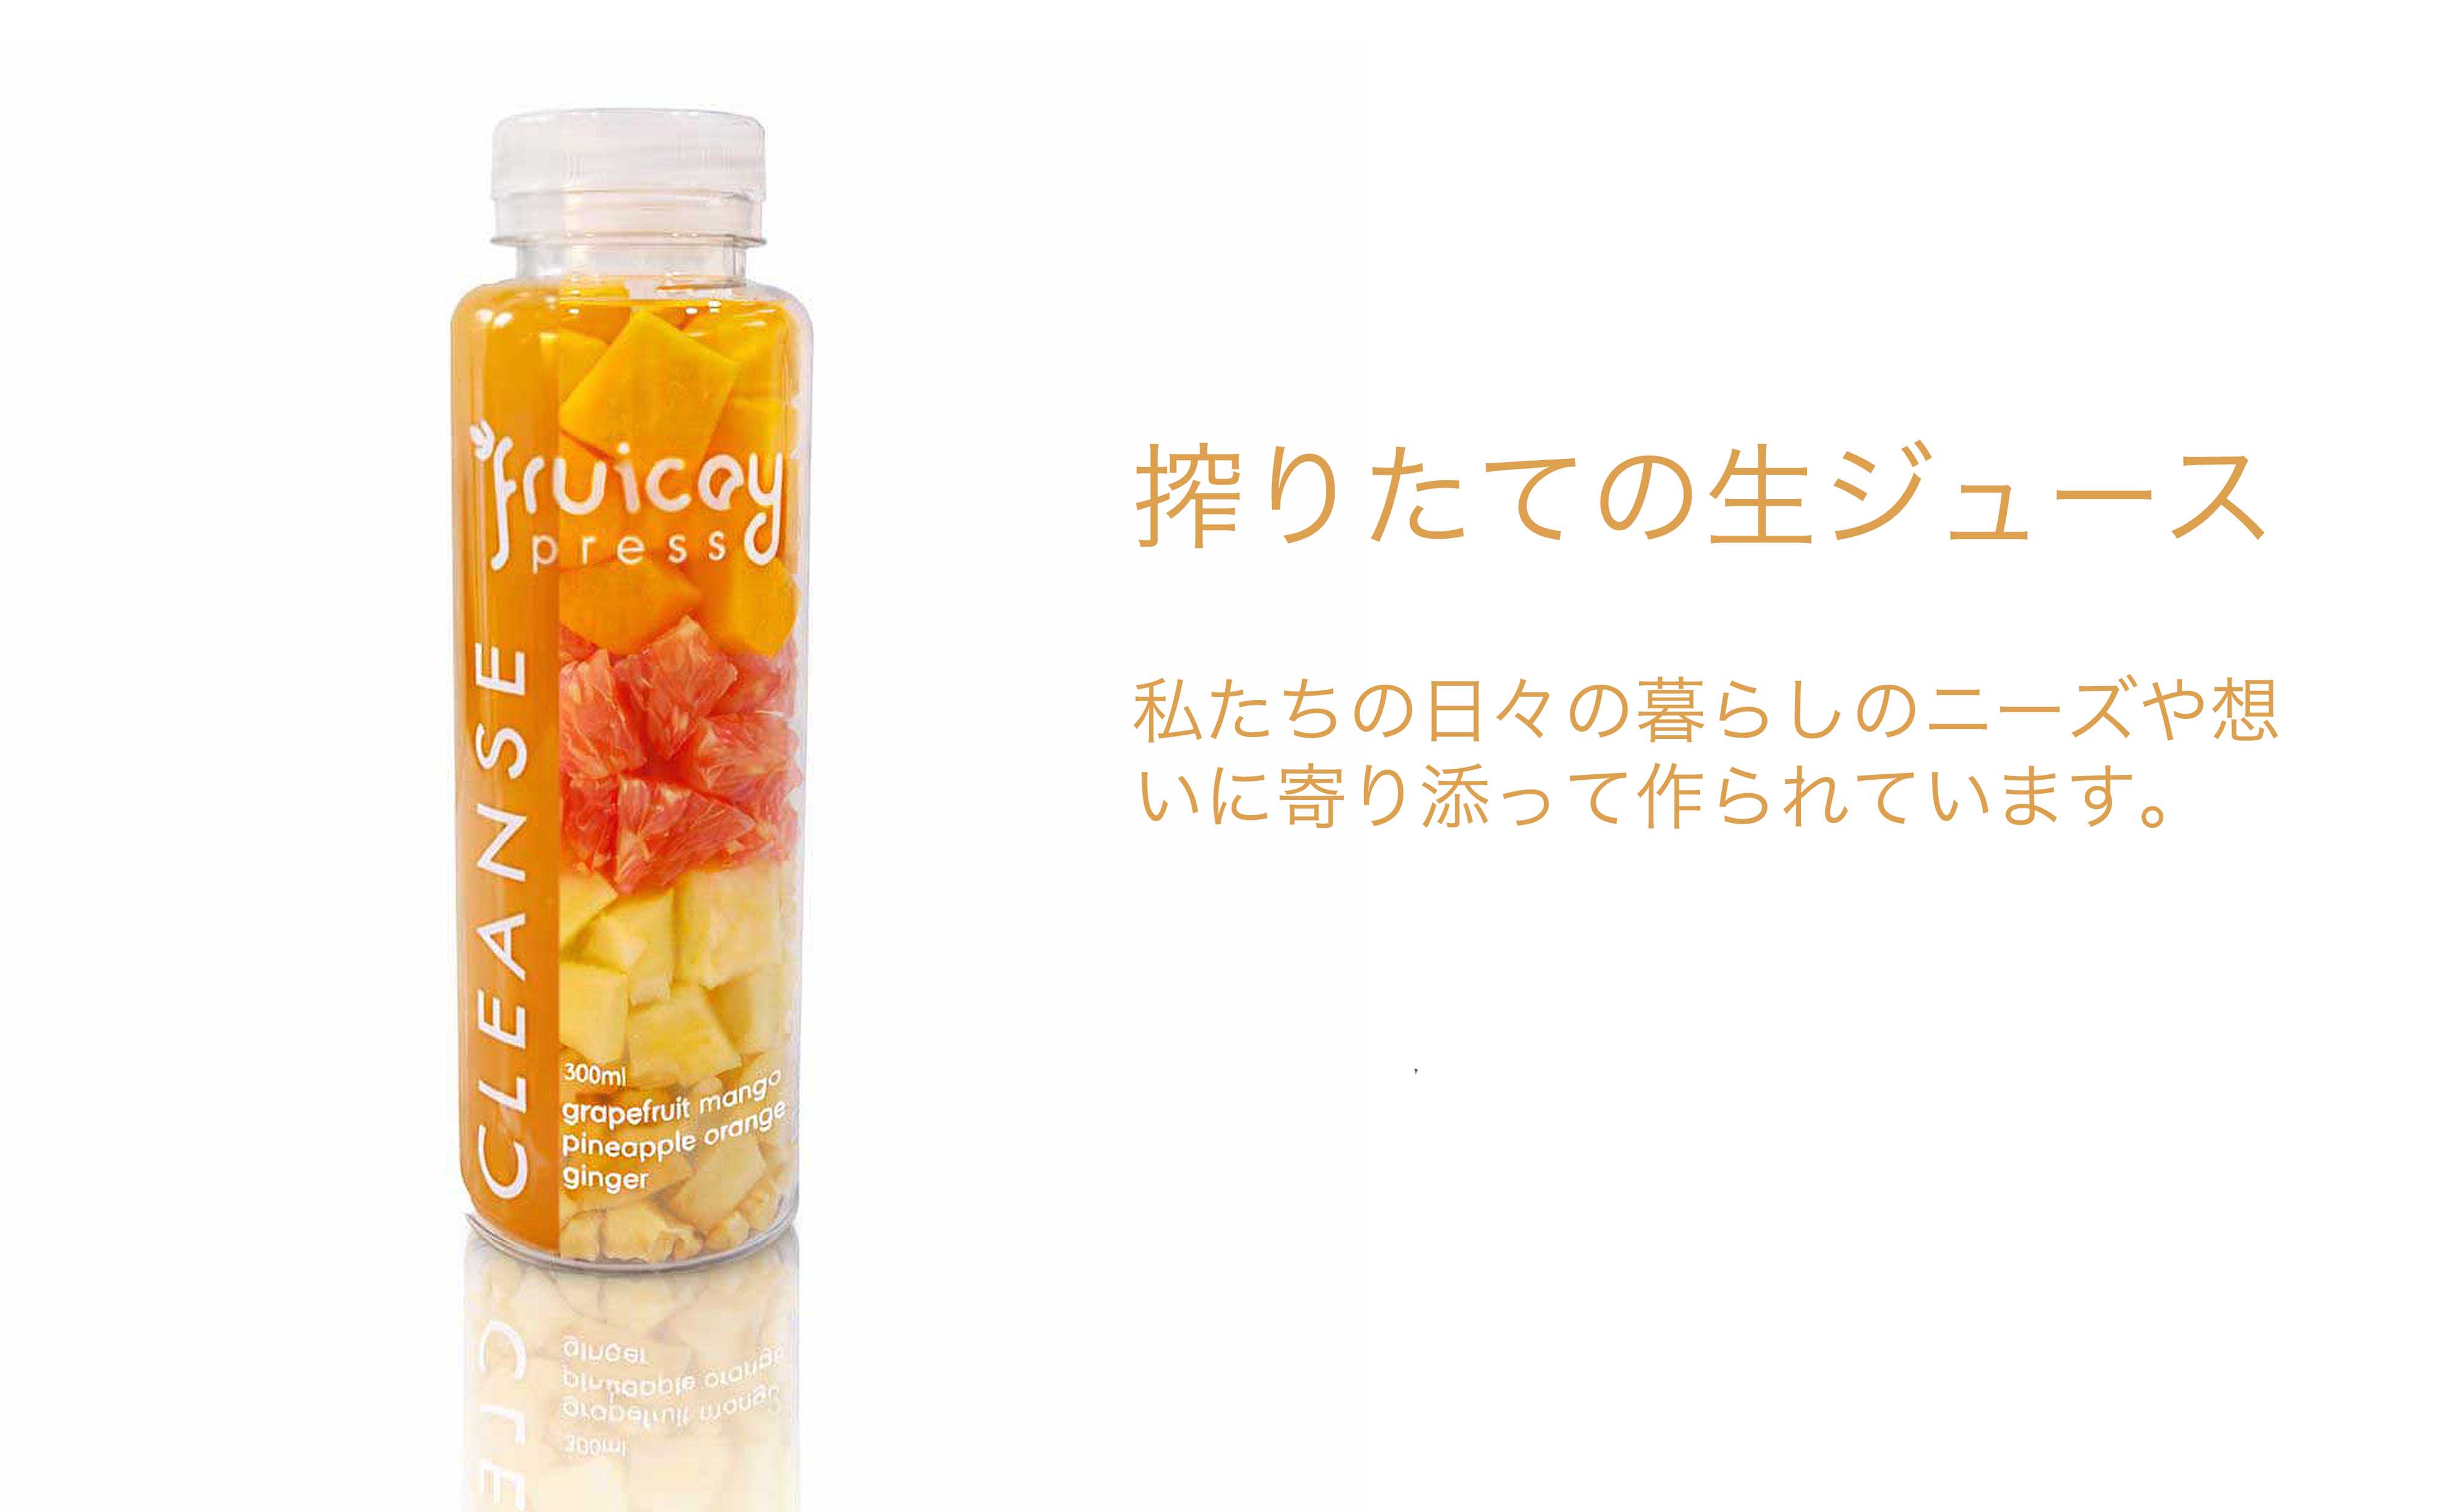 fruicey
press
CLEANSE
300ml
grapefruit mango
pineapple orange
ginger
搾りたての生ジュース
私たちの日々の暮らしのニーズや想
いに寄り添って作られています。